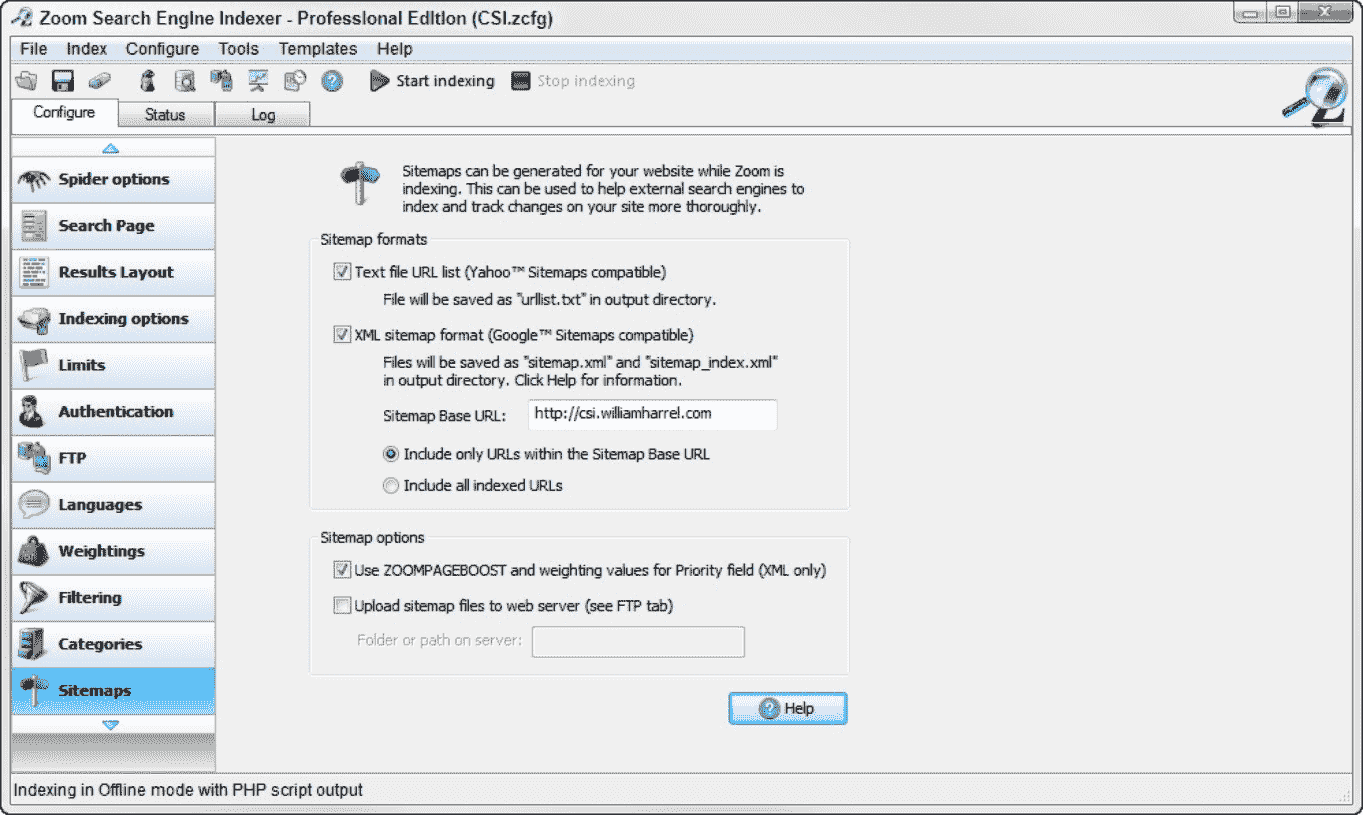 Zoom Search Engine Indexer - Professional Edition (CSI.zcfg)
File Index Configure Tools Templates Help
Start indexing Stop indexing
Configure Status Log
Spider options
Search Page
Results Layout
Indexing options
Limits
Authentication
FTP
Languages
Weightings
Filtering
Categories
Sitemaps
Sitemaps can be generated for your website while Zoom is
indexing. This can be used to help external search engines to
index and track changes on your site more thoroughly.
Sitemap formats
Text file URL list (Yahoo™ Sitemaps compatible)
File will be saved as "urllist.txt" in output directory.
XML sitemap format (Google™ Sitemaps compatible)
Files will be saved as "sitemap.xml" and "sitemap_index.xml"
in output directory. Click Help for information.
Sitemap Base URL: http://csi.williamharrel.com
Include only URLs within the Sitemap Base URL
Include all indexed URLs
Sitemap options
Use ZOOMPAGEBOOST and weighting values for Priority field (XML only)
Upload sitemap files to web server (see FTP tab)
Folder or path on server:
Help
Indexing in Offline mode with PHP script output